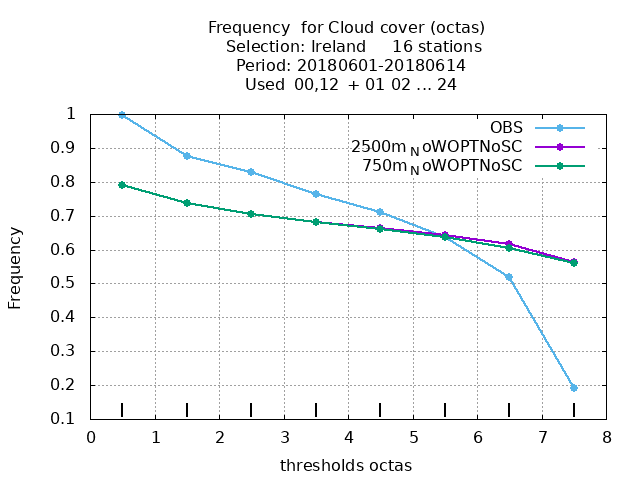 Frequency for Cloud cover (octas)
Selection: Ireland 16 stations
Period: 20180601-20180614
Used 00,12 + 01 02 ... 24
OBS
2500m_NoWOPTNoSC
750m_NoWOPTNoSC
1
0.9
0.8
0.7
0.6
0.5
0.4
0.3
0.2
0.1
Frequency
0 1 2 3 4 5 6 7 8
thresholds octas